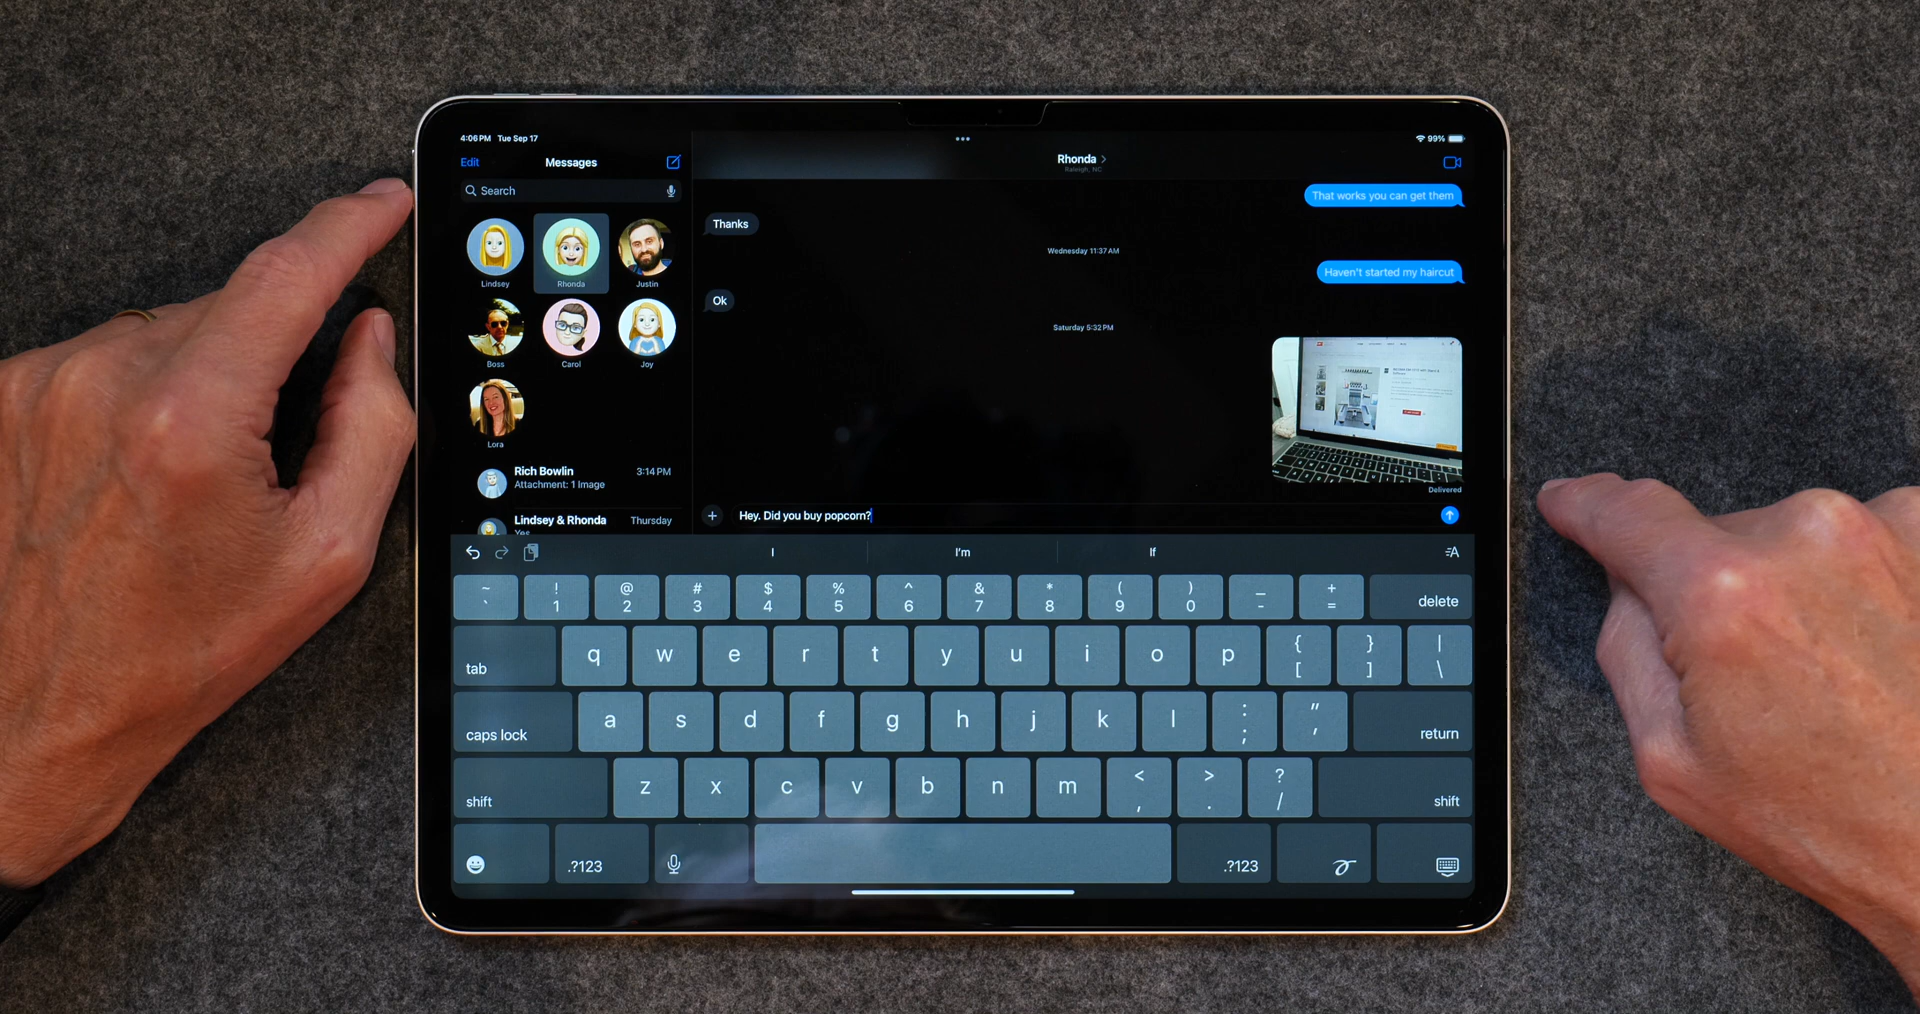 4:06 PM Tue Sep 17
99%
Edit
Messages
Search
Lindsey
Rhonda
Justin
Boss
Carol
Joy
Lora
Rich Bowlin
3:14 PM
Attachment: 1 Image
Lindsey & Rhonda
Thursday
Yes
Rhonda
Raleigh, NC
That works you can get them
Thanks
Wednesday 11:37 AM
Haven't started my haircut
Ok
Saturday 5:32 PM
Delivered
+ Hey. Did you buy popcorn?
I I'm If
A
~ ! @ # $ % ^ & * ( ) _ +
` 1 2 3 4 5 6 7 8 9 0 - = delete
tab q w e r t y u i o p { [ } ] | \
caps lock a s d f g h j k l : ; " ' return
shift z x c v b n m < , > . ? / shift
.?123 .?123